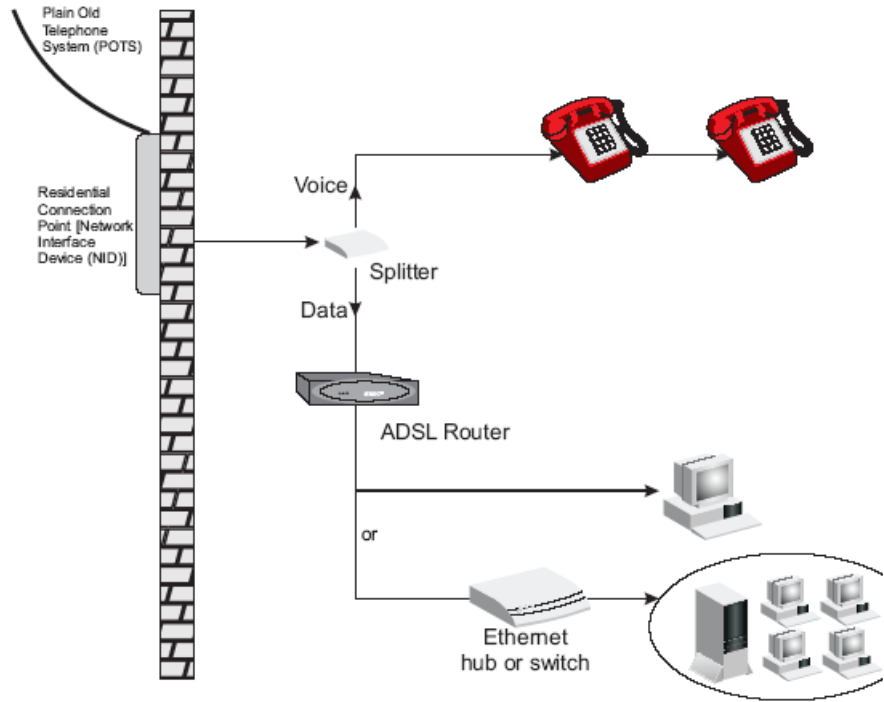 Plain Old
Telephone
System (POTS)
Residential
Connection
Point [Network
Interface
Device (NID)]
Voice
Splitter
Data
ADSL Router
or
Ethernet
hub or switch